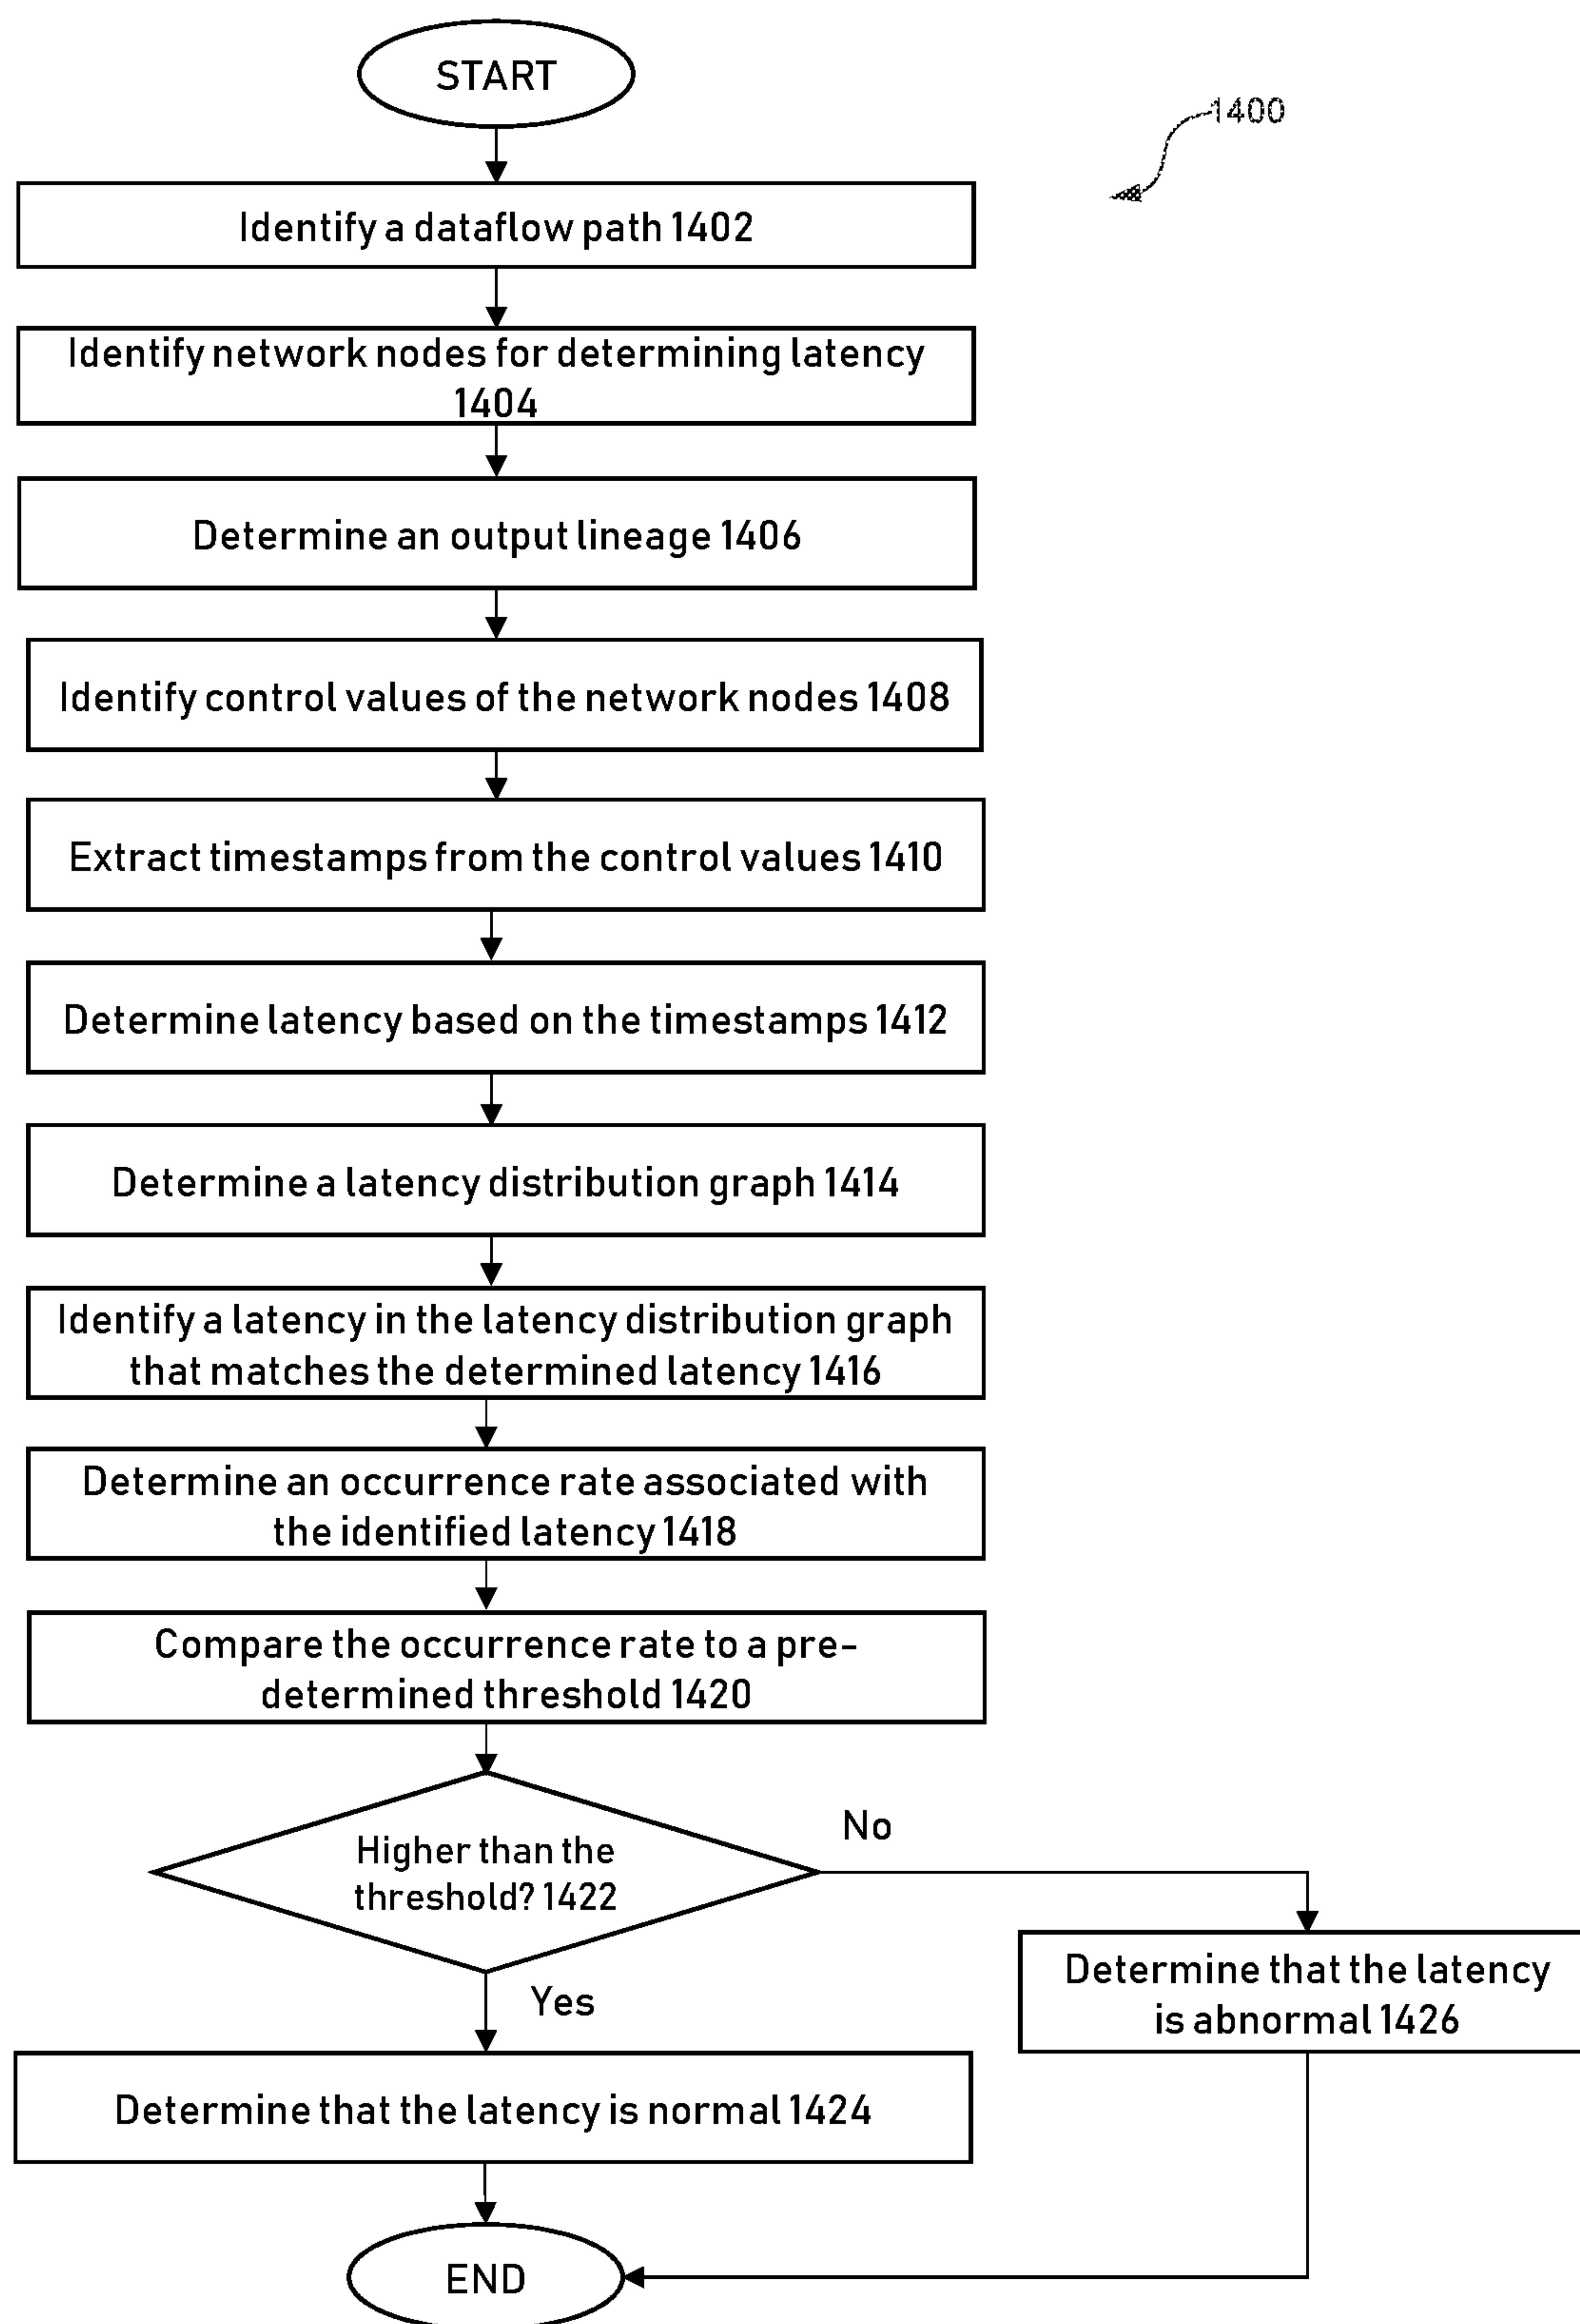 START
1400
Identify a dataflow path 1402
Identify network nodes for determining latency
1404
Determine an output lineage 1406
Identify control values of the network nodes 1408
Extract timestamps from the control values 1410
Determine latency based on the timestamps 1412
Determine a latency distribution graph 1414
Identify a latency in the latency distribution graph
that matches the determined latency 1416
Determine an occurrence rate associated with
the identified latency 1418
Compare the occurrence rate to a pre-
determined threshold 1420
No
Higher than the
threshold? 1422
Determine that the latency
is abnormal 1426
Yes
Determine that the latency is normal 1424
END